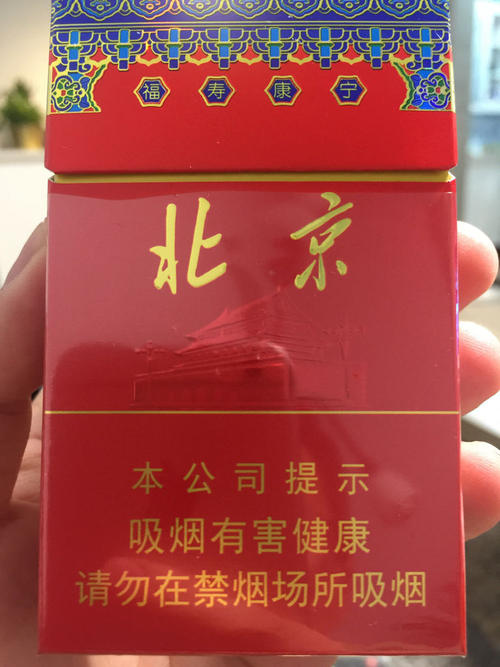 福寿康宁
北京
本公司提示
吸烟有害健康
请勿在禁烟场所吸烟